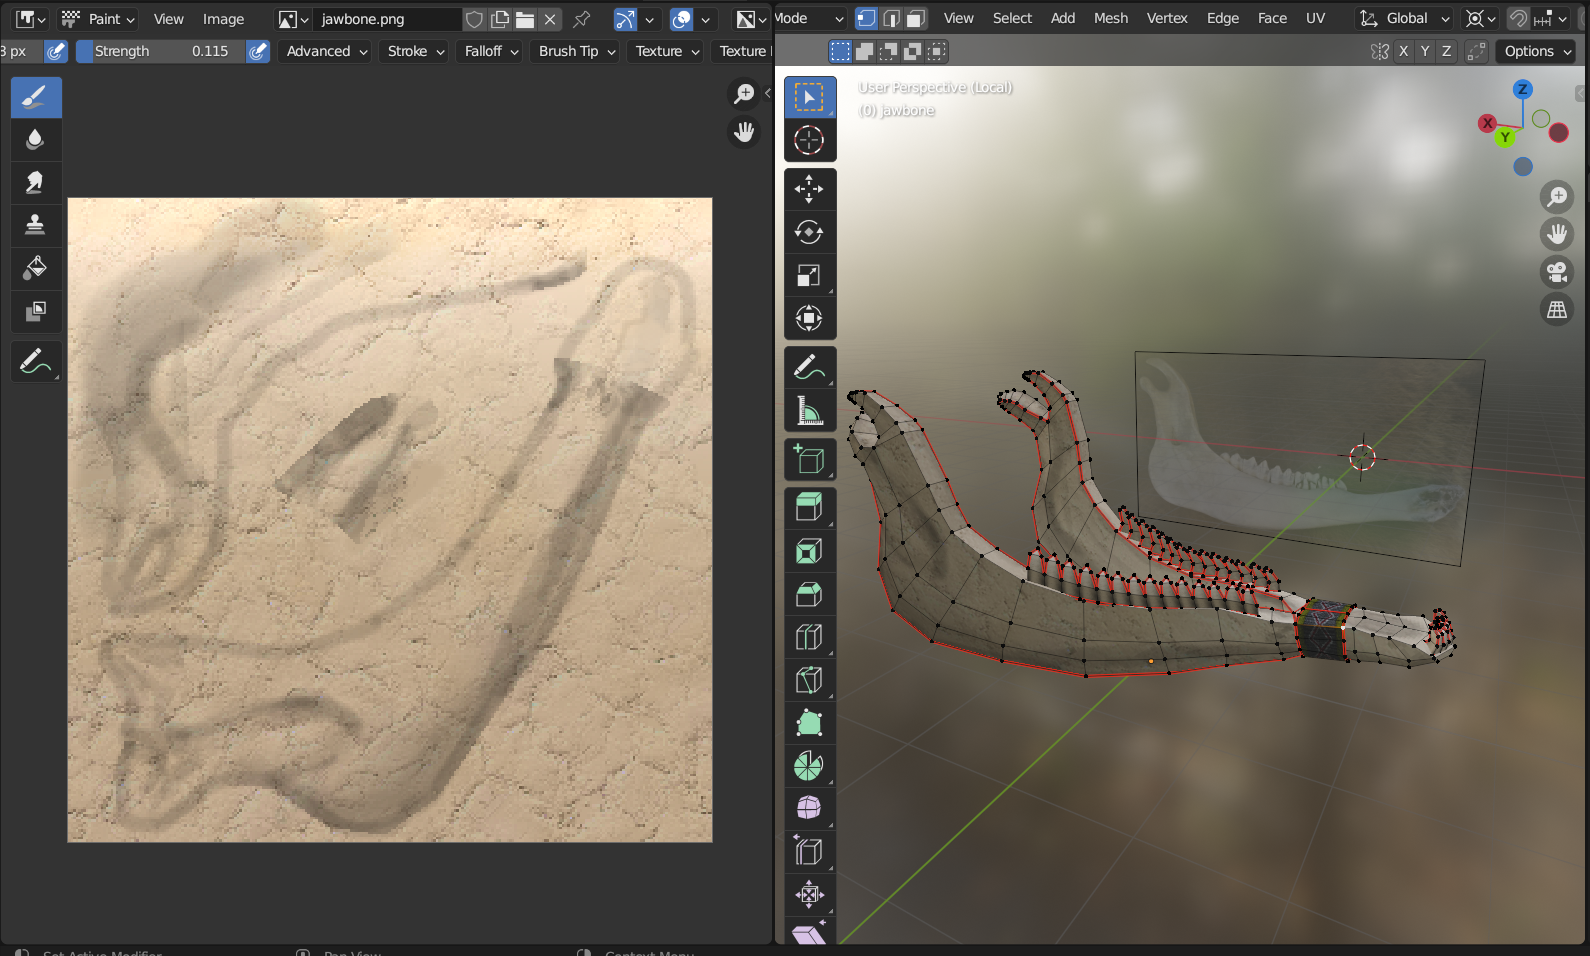 Paint View Image jawbone.png
px Strength 0.115 Advanced Stroke Falloff Brush Tip Texture Texture
Mode View Select Add Mesh Vertex Edge Face UV Global
X Y Z Options
User Perspective (Local)
(0) jawbone
Z
X
Y
Set Active Modifier Pan View Context Menu